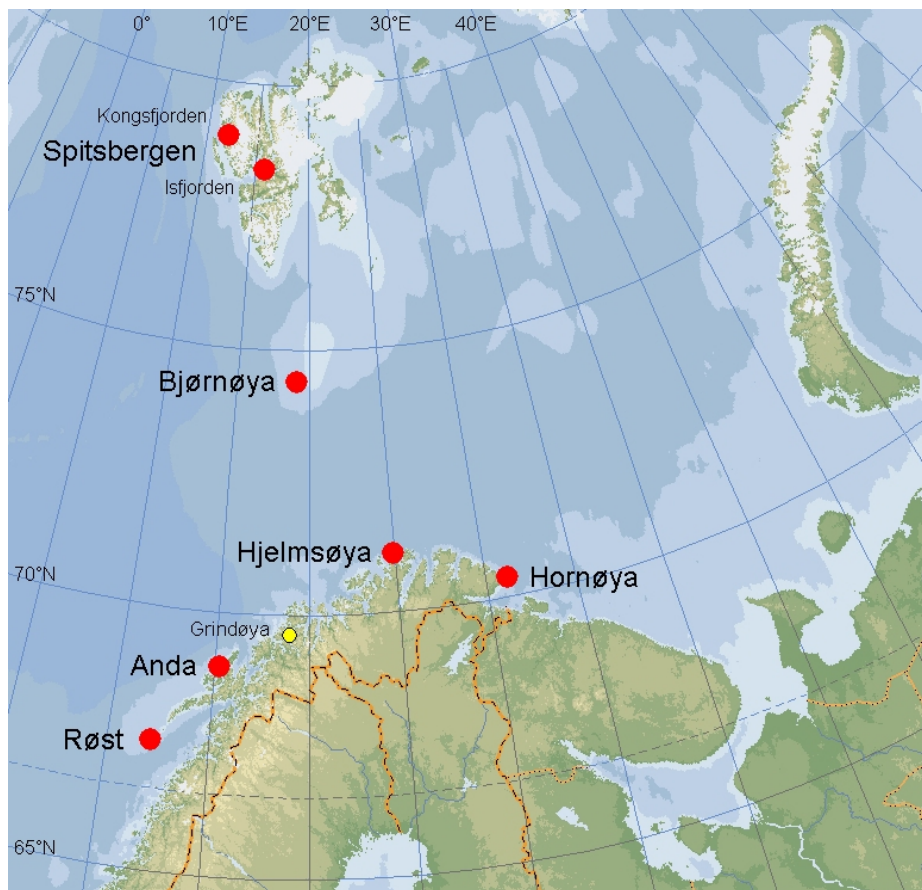 0° 10°E 20°E 30°E 40°E
Kongsfjorden
Spitsbergen
Isfjorden
75°N
Bjørnøya
Hjelmsøya
Hornøya
70°N
Grindøya
Anda
Røst
65°N